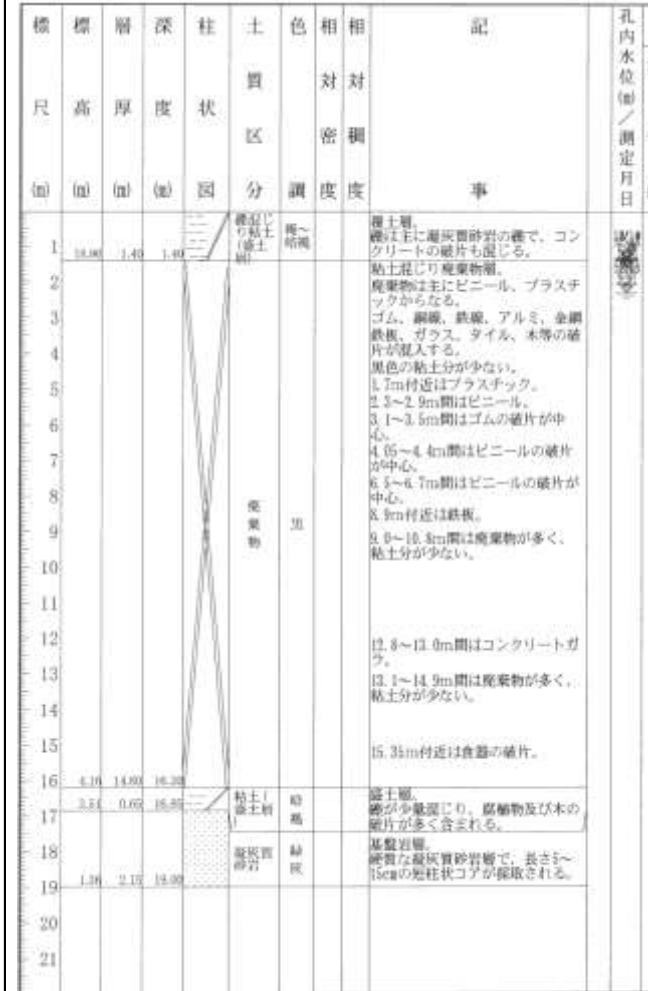 標尺(m)
標高(m)
層厚(m)
深度(m)
柱状図
土質区分
色調
相対密度
相対稠度
記事
孔内水位(m)/測定月日
1
2
3
4
5
6
7
8
9
10
11
12
13
14
15
16
17
18
19
20
21
1.40
1.40
礫混じり粘土(盛土層)
褐~暗褐
覆土層。
礫は主に凝灰質砂岩の礫で、コン
クリートの破片も混じる。
4.16
14.80
16.20
廃棄物
黒
粘土混じり廃棄物層。
廃棄物は主にビニール、プラスチ
ックからなる。
ゴム、銅線、鉄線、アルミ、金網
鉄板、ガラス、タイル、木等の破
片が混入する。
黒色の粘土分が少ない。
1.7m付近はプラスチック。
2.3~2.9m間はビニール。
3.1~3.5m間はゴムの破片が中
心。
4.05~4.4m間はビニールの破片
が中心。
6.5~6.7m間はビニールの破片が
中心。
8.9m付近は鉄板。
9.0~10.8m間は廃棄物が多く、
粘土分が少ない。
12.8~13.0m間はコンクリートガ
ラ。
13.1~14.9m間は廃棄物が多く、
粘土分が少ない。
15.35m付近は食器の破片。
3.51
0.65
16.85
粘土(盛土層)
暗褐
盛土層。
礫が少量混じり、腐植物及び木の
破片が多く含まれる。
1.36
2.15
19.00
凝灰質砂岩
緑灰
基盤岩層。
硬質な凝灰質砂岩層で、長さ5~
15cmの短柱状コアが採取される。